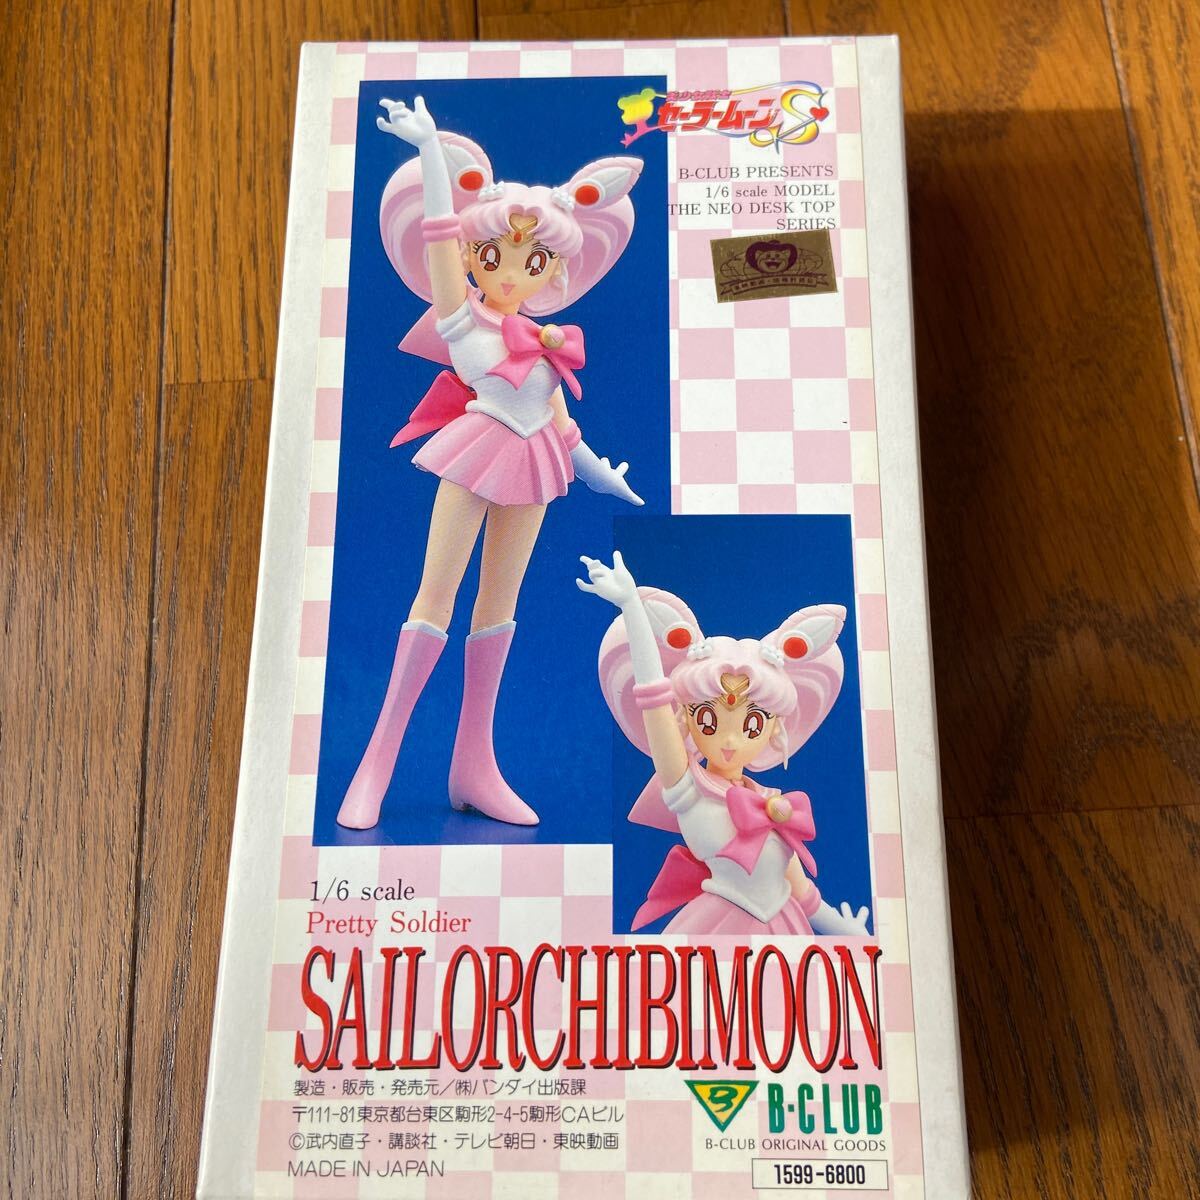 美少女戦士
セーラームーンS
B-CLUB PRESENTS
1/6 scale MODEL
THE NEO DESK TOP
SERIES
1/6 scale
Pretty Soldier
SAILORCHIBIMOON
製造・販売・発売元／㈱バンダイ出版課
〒111-81東京都台東区駒形2-4-5駒形CAビル
©武内直子・講談社・テレビ朝日・東映動画
MADE IN JAPAN
B B-CLUB
B-CLUB ORIGINAL GOODS
1599-6800